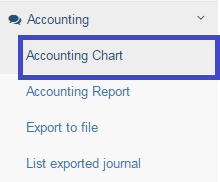 Accounting
Accounting Chart
Accounting Report
Export to file
List exported journal